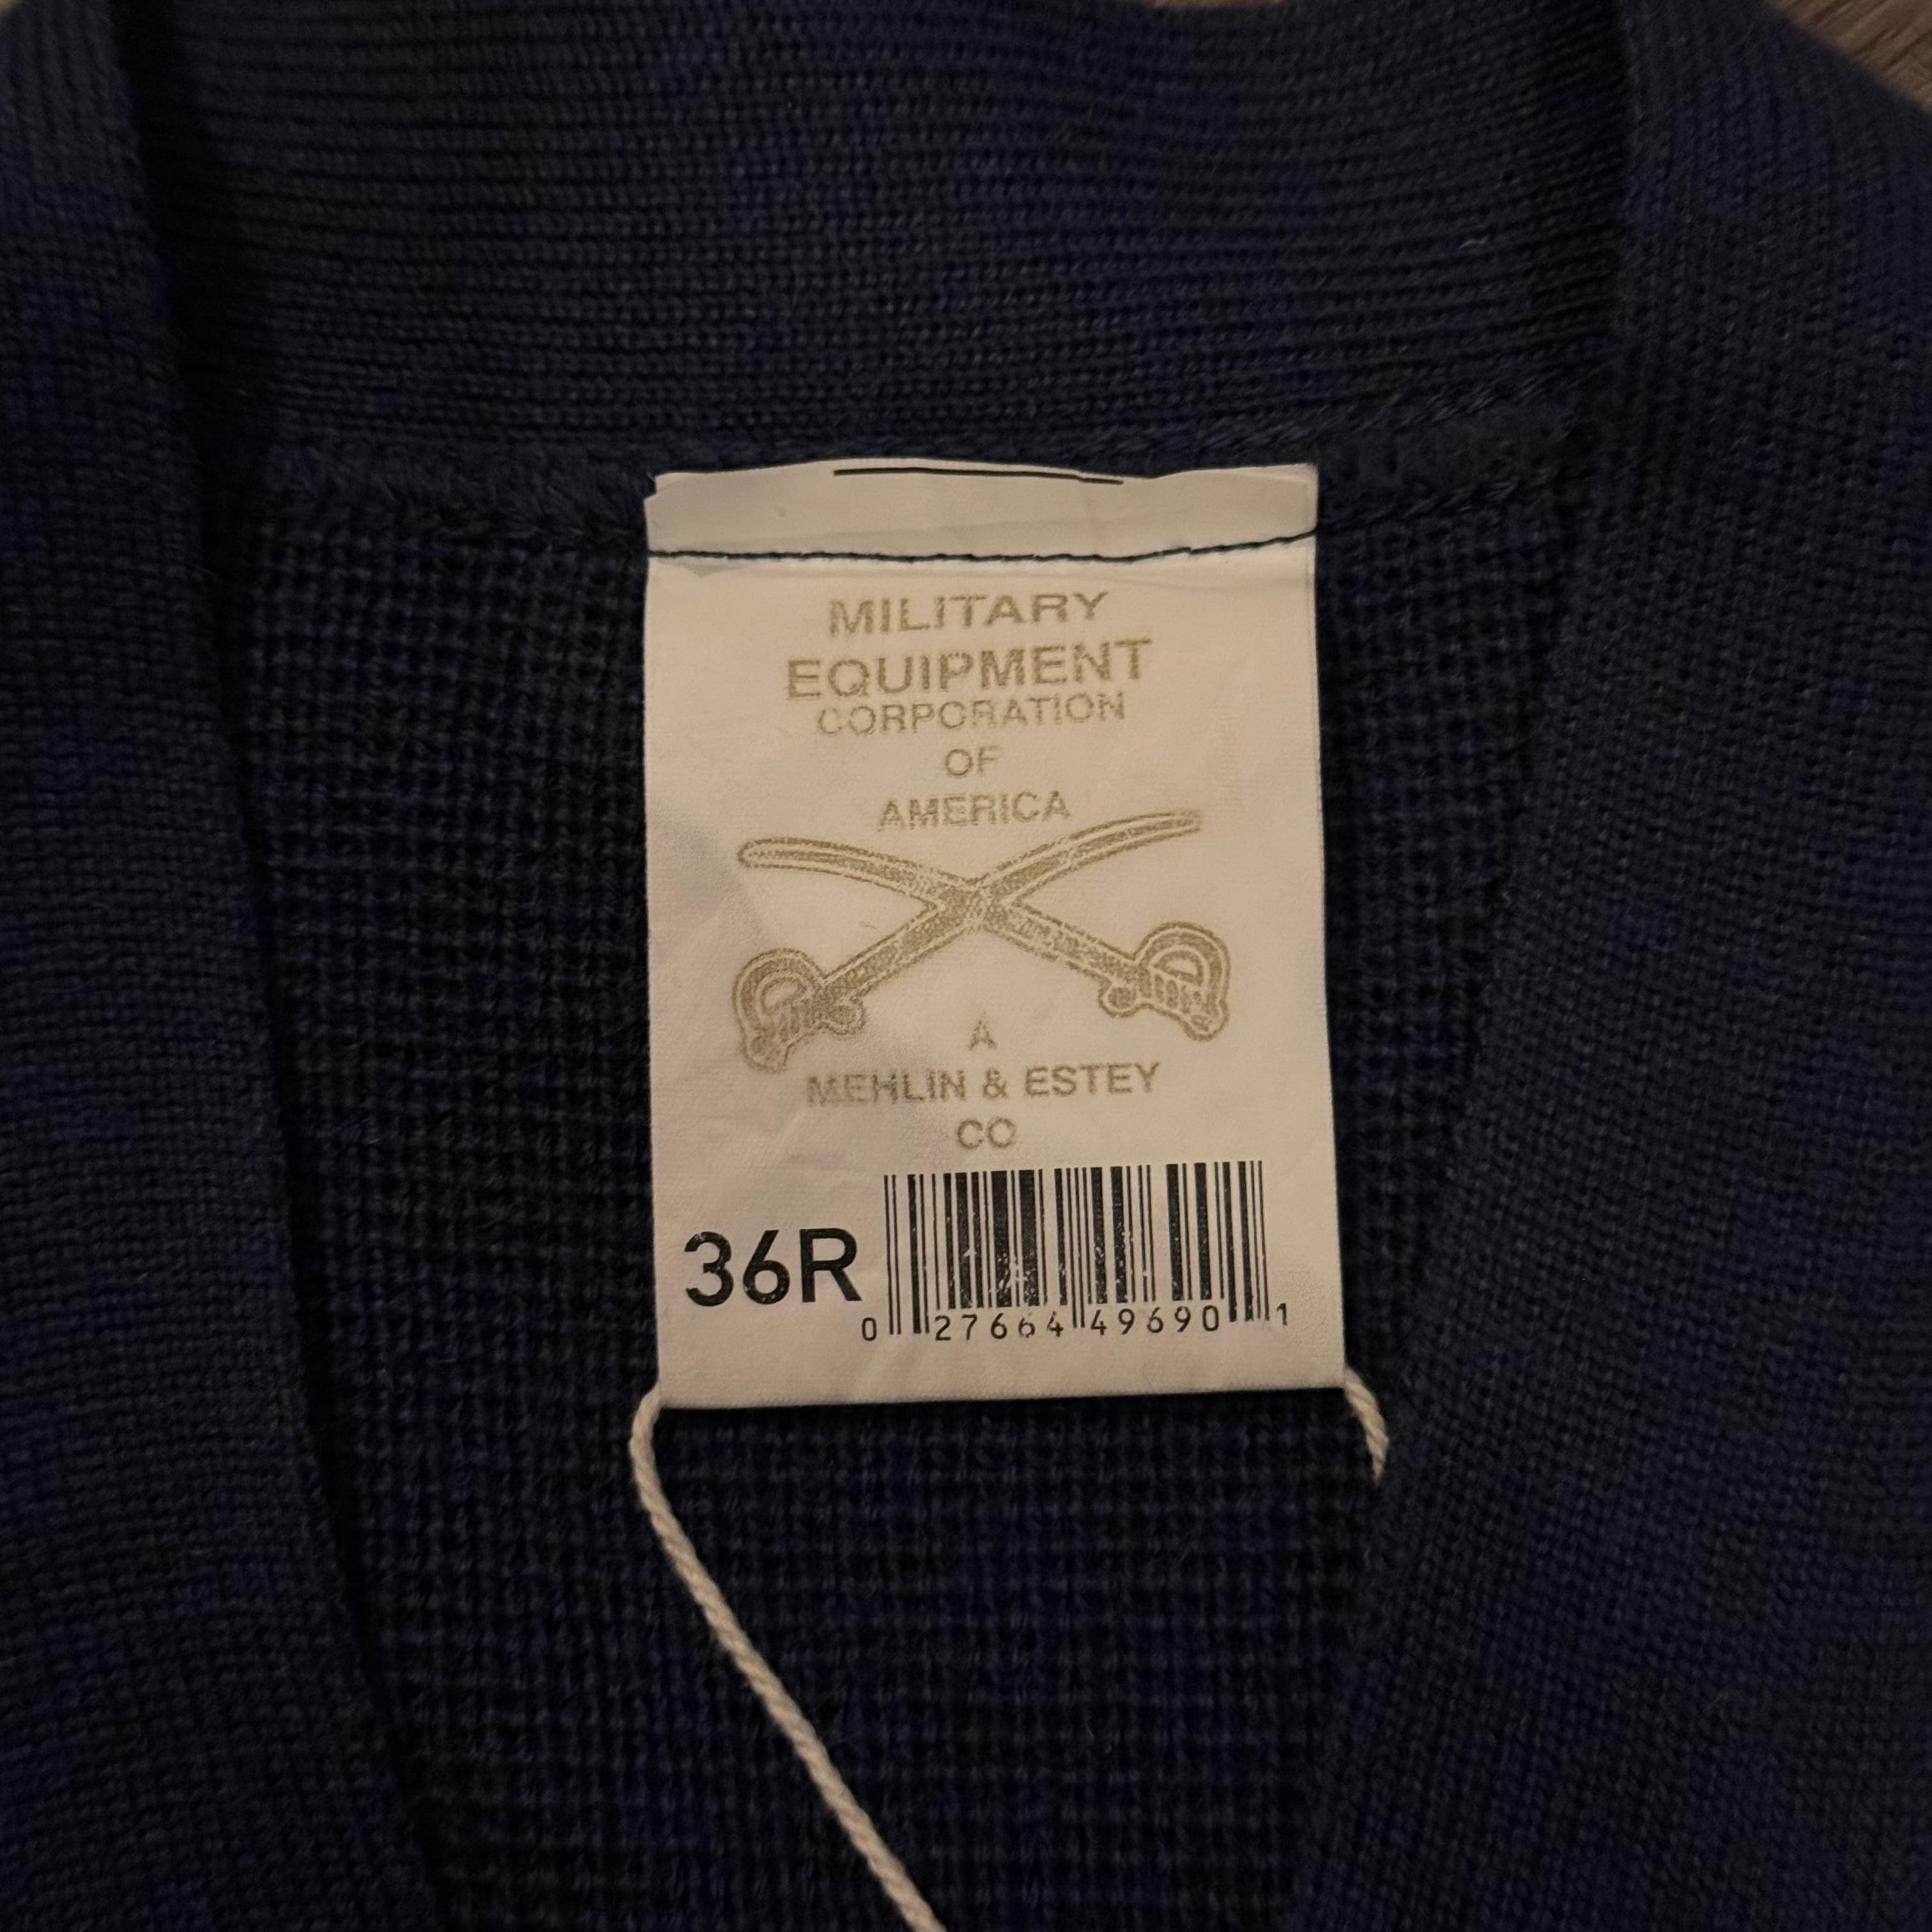 MILITARY
EQUIPMENT
CORPORATION
OF
AMERICA
A
MEHLIN & ESTEY
CO
36R
0 27664 49690 1